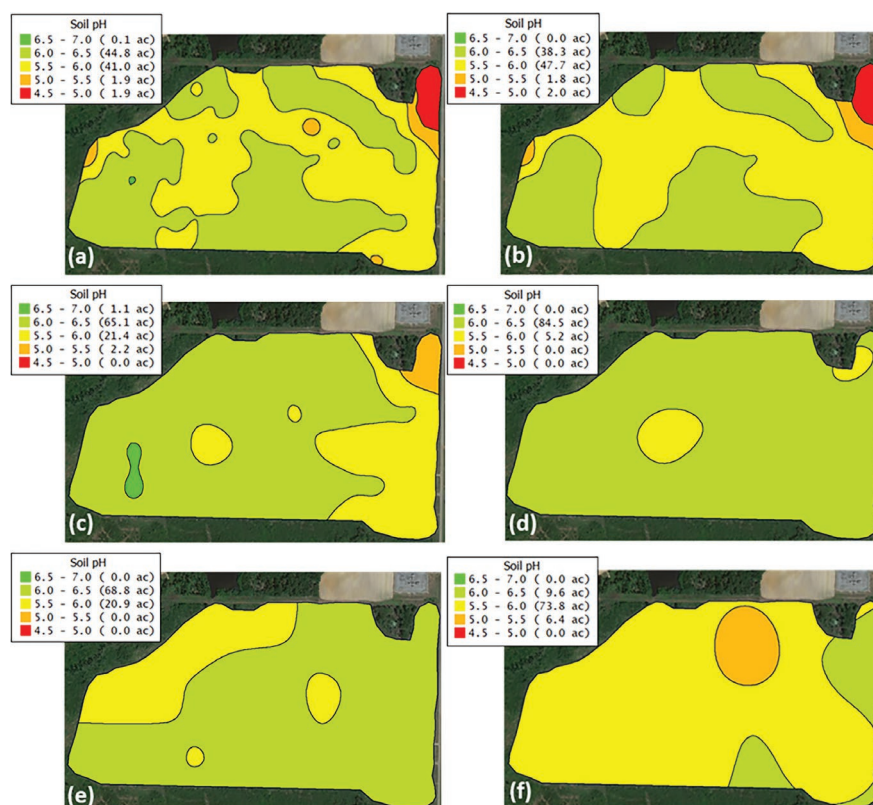 Soil pH
6.5 - 7.0 ( 0.1 ac)
6.0 - 6.5 (44.8 ac)
5.5 - 6.0 (41.0 ac)
5.0 - 5.5 ( 1.9 ac)
4.5 - 5.0 ( 1.9 ac)
(a)
Soil pH
6.5 - 7.0 ( 0.0 ac)
6.0 - 6.5 (38.3 ac)
5.5 - 6.0 (47.7 ac)
5.0 - 5.5 ( 1.8 ac)
4.5 - 5.0 ( 2.0 ac)
(b)
Soil pH
6.5 - 7.0 ( 1.1 ac)
6.0 - 6.5 (65.1 ac)
5.5 - 6.0 (21.4 ac)
5.0 - 5.5 ( 2.2 ac)
4.5 - 5.0 ( 0.0 ac)
(c)
Soil pH
6.5 - 7.0 ( 0.0 ac)
6.0 - 6.5 (84.5 ac)
5.5 - 6.0 ( 5.2 ac)
5.0 - 5.5 ( 0.0 ac)
4.5 - 5.0 ( 0.0 ac)
(d)
Soil pH
6.5 - 7.0 ( 0.0 ac)
6.0 - 6.5 (68.8 ac)
5.5 - 6.0 (20.9 ac)
5.0 - 5.5 ( 0.0 ac)
4.5 - 5.0 ( 0.0 ac)
(e)
Soil pH
6.5 - 7.0 ( 0.0 ac)
6.0 - 6.5 ( 9.6 ac)
5.5 - 6.0 (73.8 ac)
5.0 - 5.5 ( 6.4 ac)
4.5 - 5.0 ( 0.0 ac)
(f)